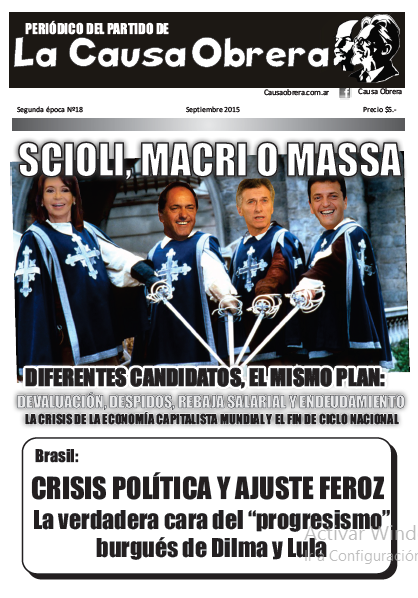 PERIÓDICO DEL PARTIDO DE
La Causa Obrera
Causaobrera.com.ar
Causa Obrera
Segunda época Nº18 Septiembre 2015 Precio $5.-
SCIOLI, MACRI O MASSA
DIFERENTES CANDIDATOS, EL MISMO PLAN:
DEVALUACIÓN, DESPIDOS, REBAJA SALARIAL Y ENDEUDAMIENTO
LA CRISIS DE LA ECONOMÍA CAPITALISTA MUNDIAL Y EL FIN DE CICLO NACIONAL
Brasil:
CRISIS POLÍTICA Y AJUSTE FEROZ
La verdadera cara del “progresismo”
burgués de Dilma y Lula
Activar Wind
Ir a Configuración